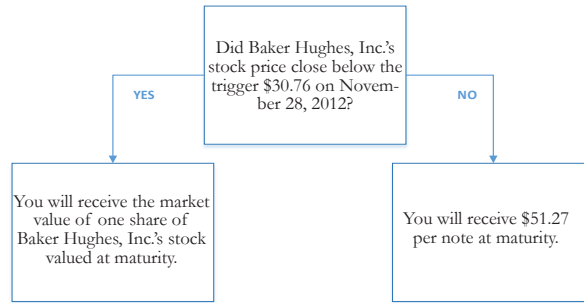 Did Baker Hughes, Inc.'s
stock price close below the
trigger $30.76 on Novem-
ber 28, 2012?
YES
NO
You will receive the market
value of one share of
Baker Hughes, Inc.'s stock
valued at maturity.
You will receive $51.27
per note at maturity.